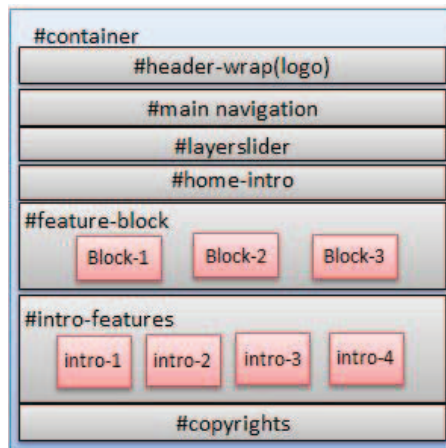 #container
#header-wrap(logo)
#main navigation
#layerslider
#home-intro
#feature-block
Block-1 Block-2 Block-3
#intro-features
intro-1 intro-2 intro-3 intro-4
#copyrights